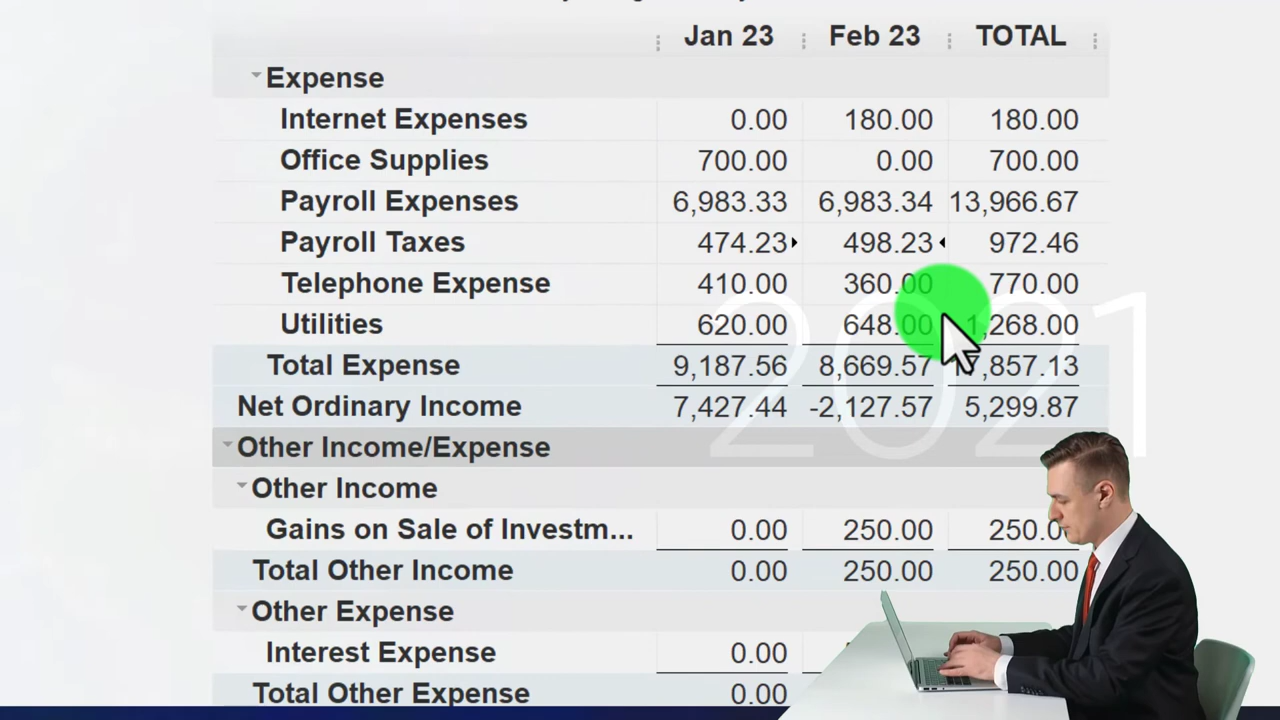 Jan 23 Feb 23 TOTAL
Expense
Internet Expenses 0.00 180.00 180.00
Office Supplies 700.00 0.00 700.00
Payroll Expenses 6,983.33 6,983.34 13,966.67
Payroll Taxes 474.23 498.23 972.46
Telephone Expense 410.00 360.00 770.00
Utilities 620.00 648.00 1,268.00
Total Expense 9,187.56 8,669.57 17,857.13
2021
Net Ordinary Income 7,427.44 -2,127.57 5,299.87
Other Income/Expense
Other Income
Gains on Sale of Investm... 0.00 250.00 250.00
Total Other Income 0.00 250.00 250.00
Other Expense
Interest Expense 0.00
Total Other Expense 0.00